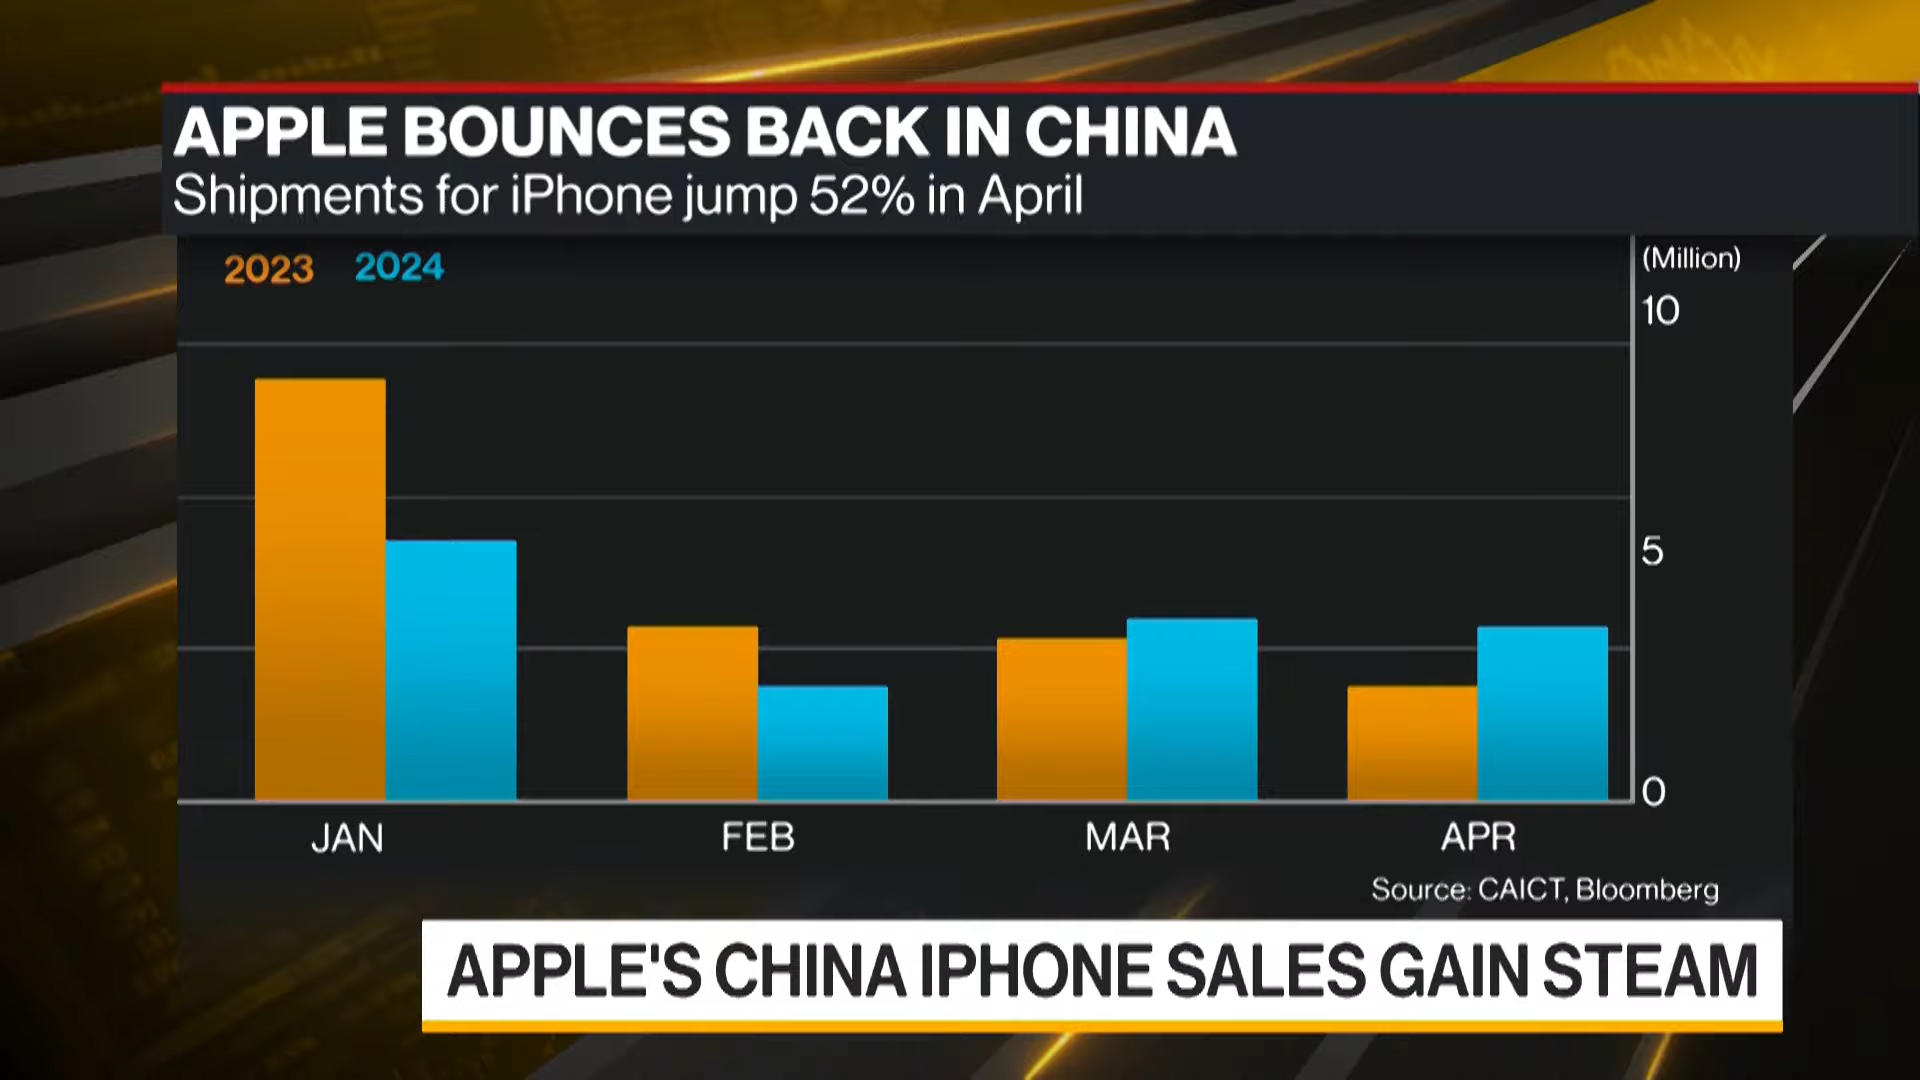 APPLE BOUNCES BACK IN CHINA
Shipments for iPhone jump 52% in April
2023 2024
(Million)
10
5
0
JAN FEB MAR APR
Source: CAICT, Bloomberg
APPLE'S CHINA IPHONE SALES GAIN STEAM